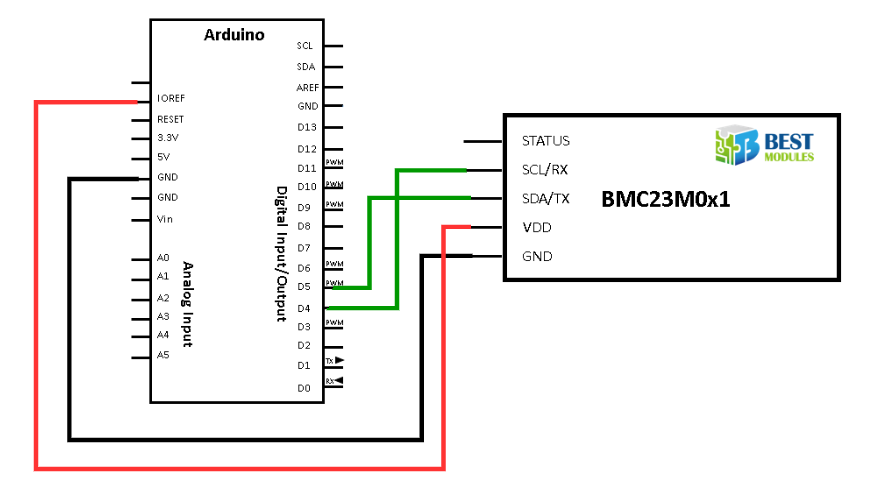 Arduino
SCL
SDA
AREF
GND
D13
D12
PWM
D11
PWM
D10
PWM
D9
D8
D7
PWM
D6
PWM
D5
D4
PWM
D3
D2
TX
D1
RX
D0
Digital Input/Output
IOREF
RESET
3.3V
5V
GND
GND
Vin
A0
A1
A2
A3
A4
A5
Analog Input
STATUS
SCL/RX
SDA/TX
VDD
GND
BMC23M0x1
BEST
MODULES